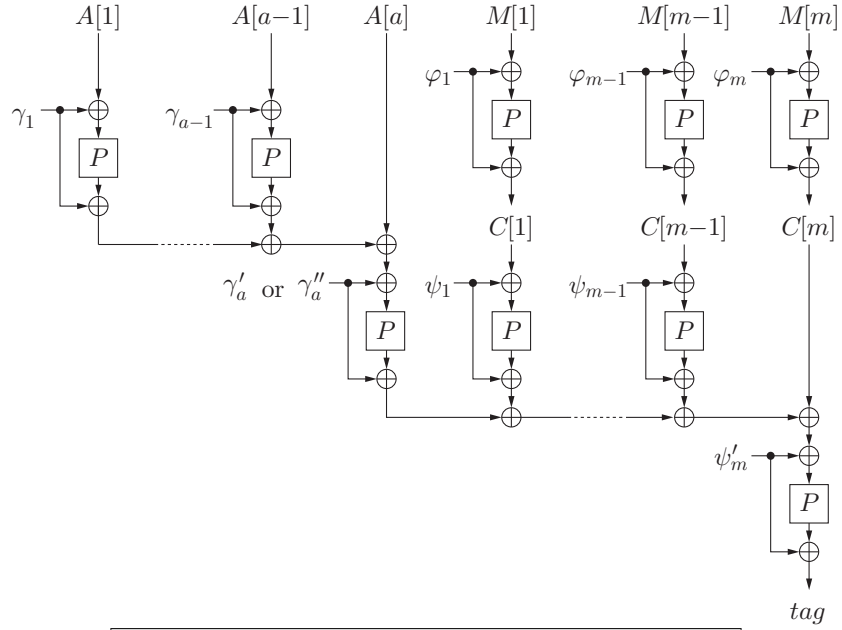 A[1] A[a−1] A[a] M[1] M[m−1] M[m]
φ₁ φₘ₋₁ φₘ
γ₁ γₐ₋₁
P P P
P P
C[1] C[m−1] C[m]
γ′ₐ or γ″ₐ ψ₁ ψₘ₋₁
P P P
ψ′ₘ
P
tag